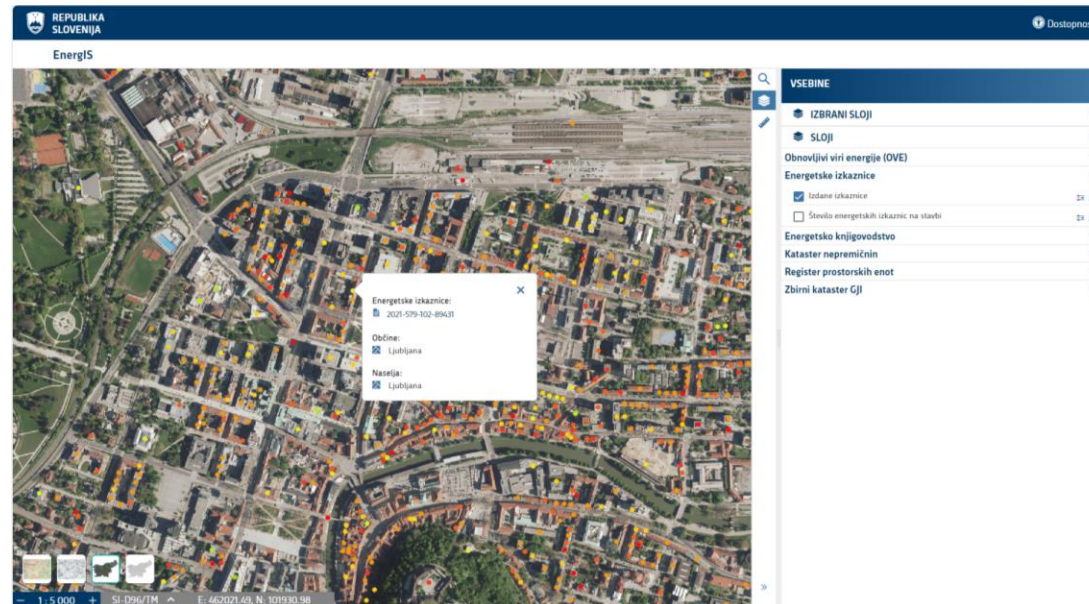 REPUBLIKA
SLOVENIJA
Dostopnos
EnergIS
VSEBINE
IZBRANI SLOJI
SLOJI
Obnovljivi viri energije (OVE)
Energetske izkaznice
Izdane izkaznice
Število energetskih izkaznic na stavbi
Energetsko knjigovodstvo
Kataster nepremičnin
Register prostorskih enot
Zbirni kataster GJI
Energetske izkaznice:
2021-579-102-89431
Občine:
Ljubljana
Naselja:
Ljubljana
− 1 : 5 000 + SI-D96/TM E: 462021.49, N: 101930.98